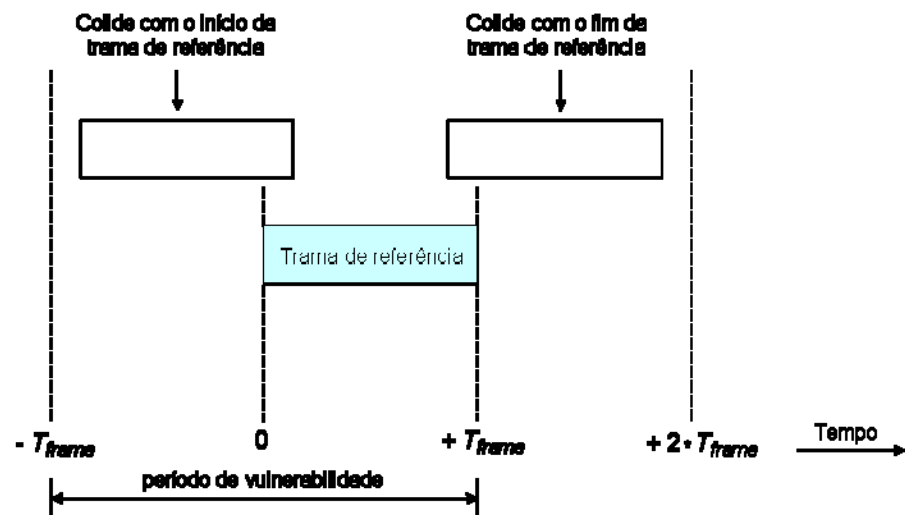 Colide com o início da
trama de referência
Colide com o fim da
trama de referência
Trama de referência
- Tframe
0
+ Tframe
+ 2 * Tframe
Tempo
período de vulnerabilidade